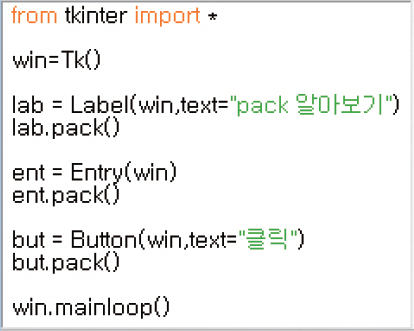 from tkinter import *
win=Tk()
lab = Label(win,text="pack 알아보기")
lab.pack()
ent = Entry(win)
ent.pack()
but = Button(win,text="클릭")
but.pack()
win.mainloop()